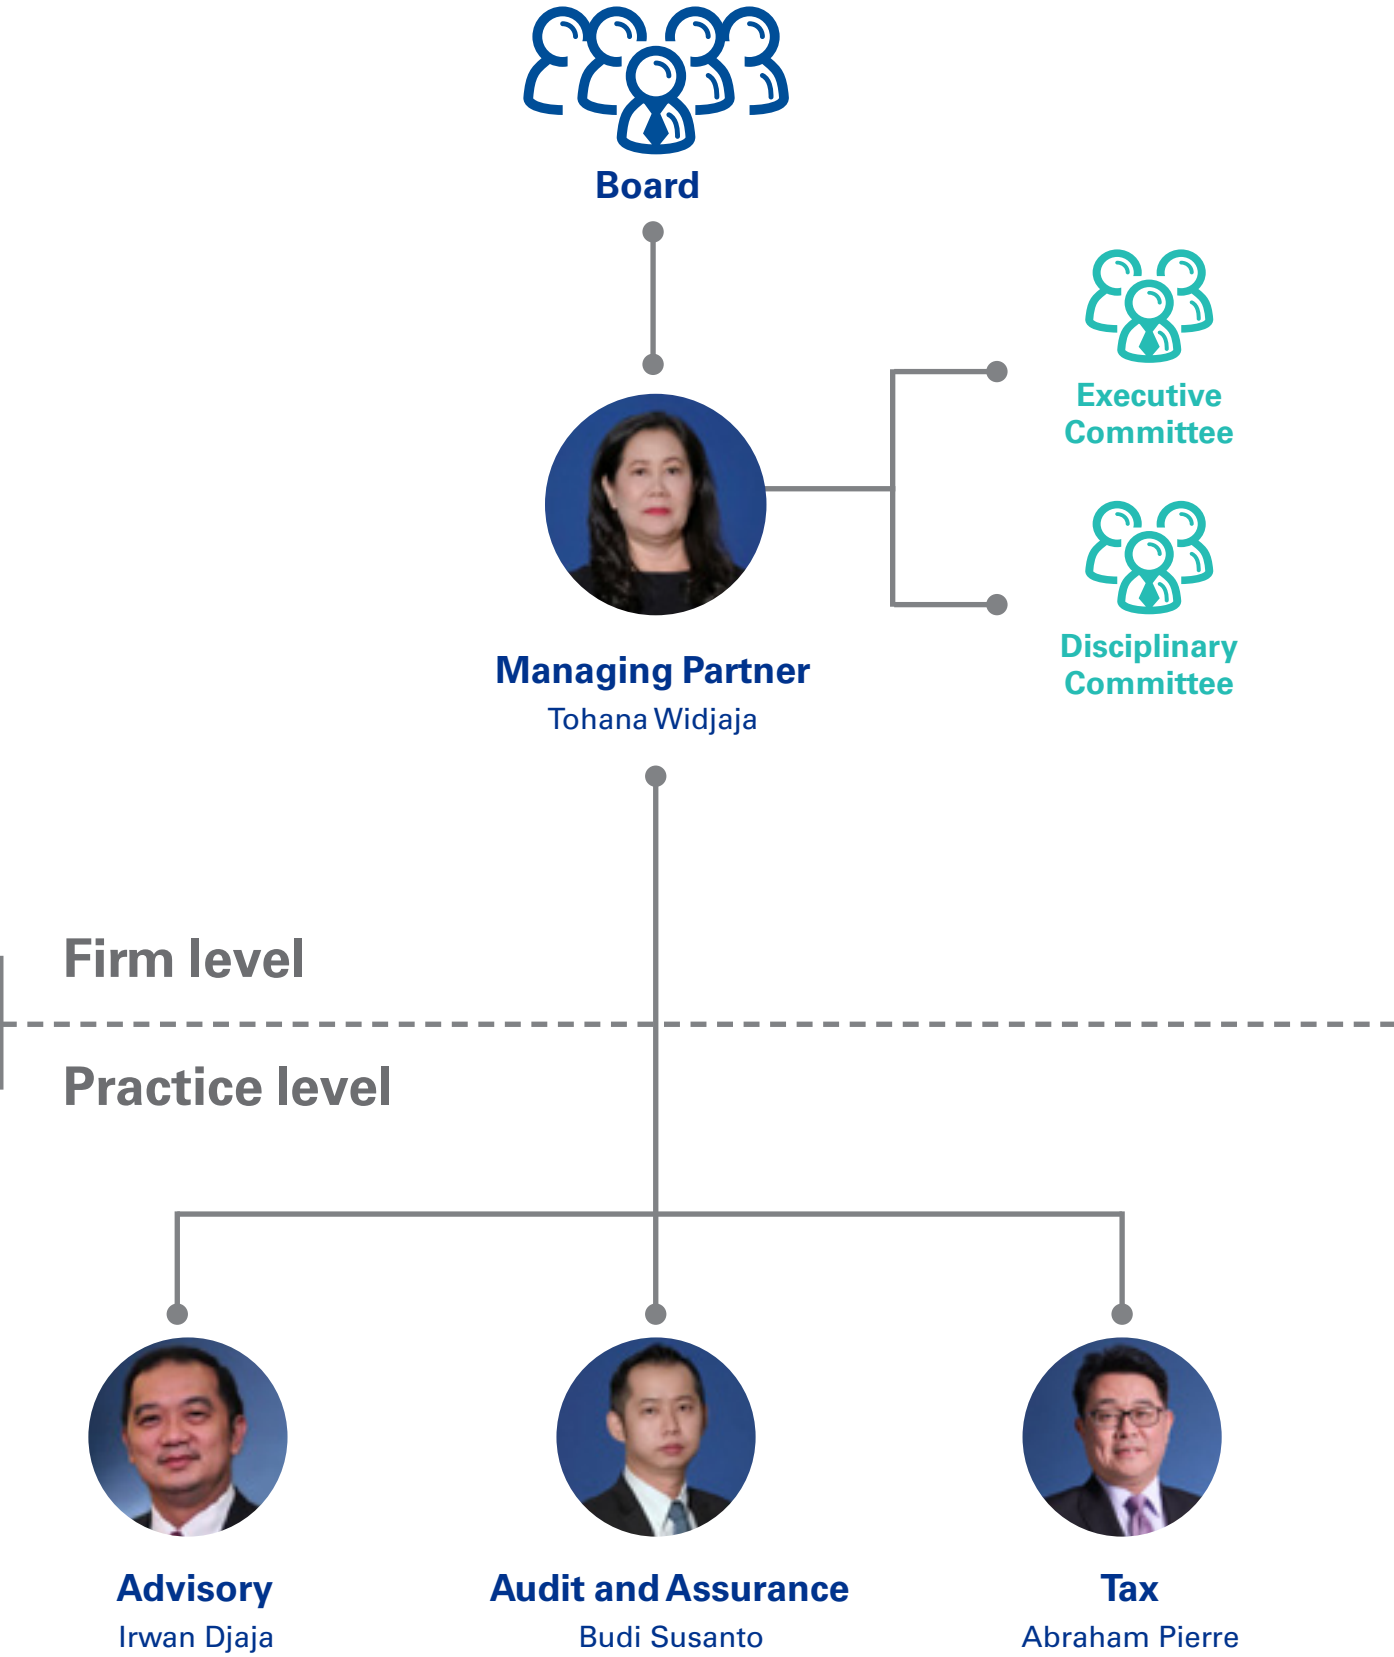 Board
Executive
Committee
Disciplinary
Committee
Managing Partner
Tohana Widjaja
Firm level
Practice level
Advisory
Irwan Djaja
Audit and Assurance
Budi Susanto
Tax
Abraham Pierre